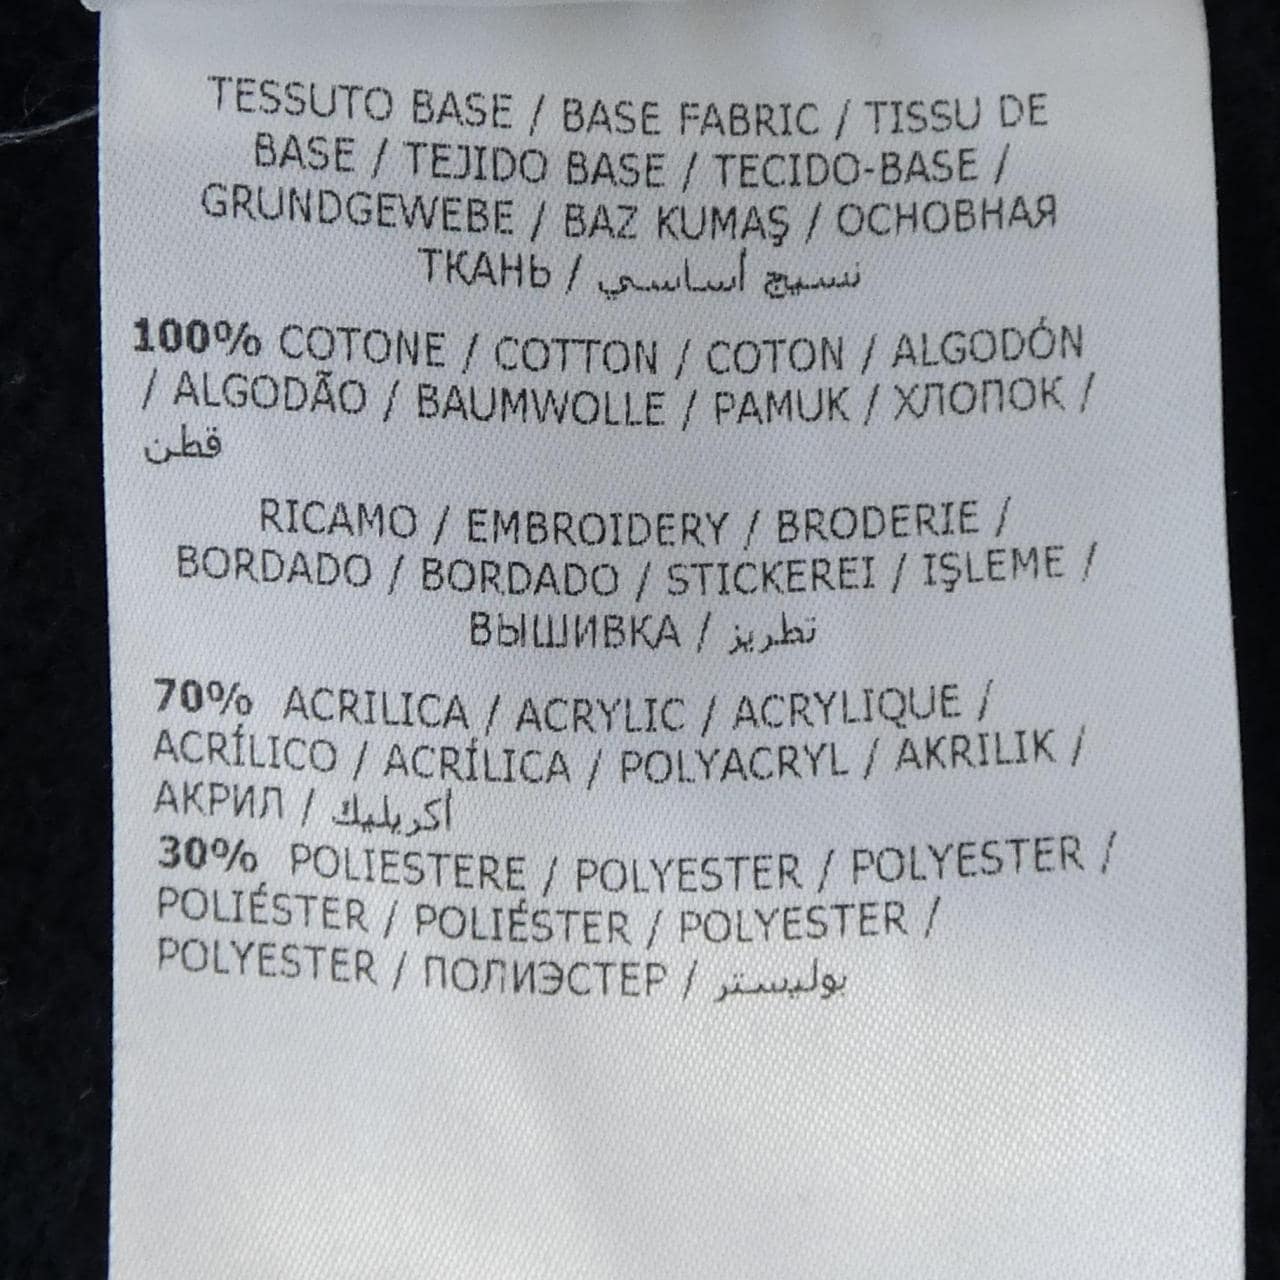 TESSUTO BASE / BASE FABRIC / TISSU DE
BASE / TEJIDO BASE / TECIDO-BASE /
GRUNDGEWEBE / BAZ KUMAŞ / ОСНОВНАЯ
ТКАНЬ / نسيج أساسي
100% COTONE / COTTON / COTON / ALGODÓN
/ ALGODÃO / BAUMWOLLE / PAMUK / ХЛОПОК /
قطن
RICAMO / EMBROIDERY / BRODERIE /
BORDADO / BORDADO / STICKEREI / IŞLEME /
ВЫШИВКА / تطريز
70% ACRILICA / ACRYLIC / ACRYLIQUE /
ACRÍLICO / ACRÍLICA / POLYACRYL / AKRILIK /
АКРИЛ / أكريليك
30% POLIESTERE / POLYESTER / POLYESTER /
POLIÉSTER / POLIÉSTER / POLYESTER /
POLYESTER / ПОЛИЭСТЕР / بوليستر